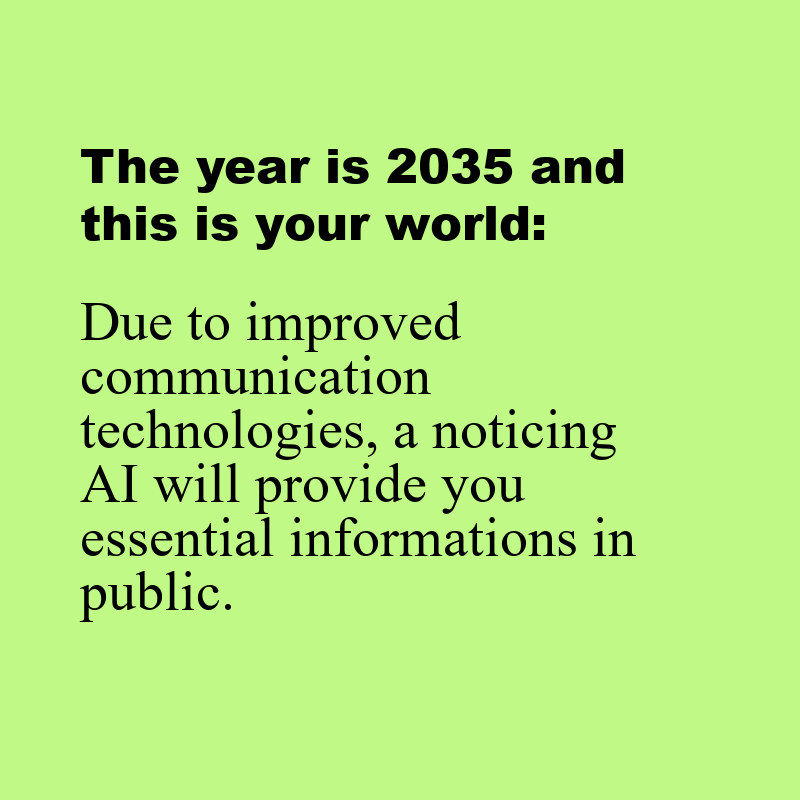 The year is 2035 and
this is your world:
Due to improved
communication
technologies, a noticing
AI will provide you
essential informations in
public.